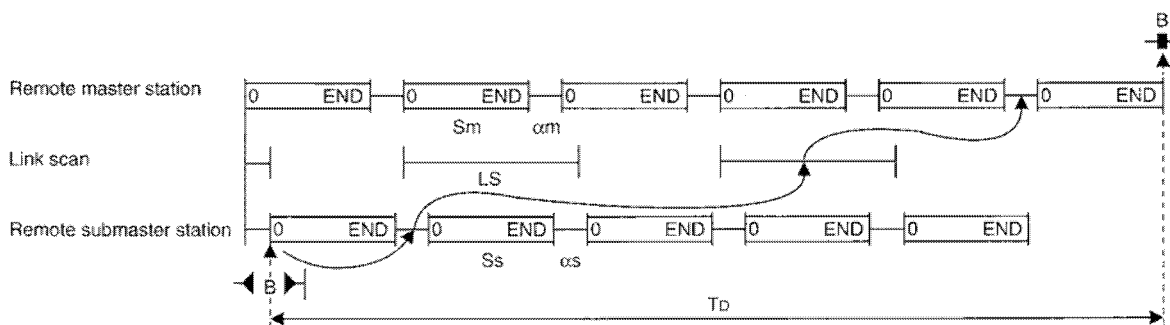 B
Remote master station
0 END 0 END 0 END 0 END 0 END 0 END
Sm αm
Link scan
LS
Remote submaster station
0 END 0 END 0 END 0 END 0 END
Ss αs
B
TD